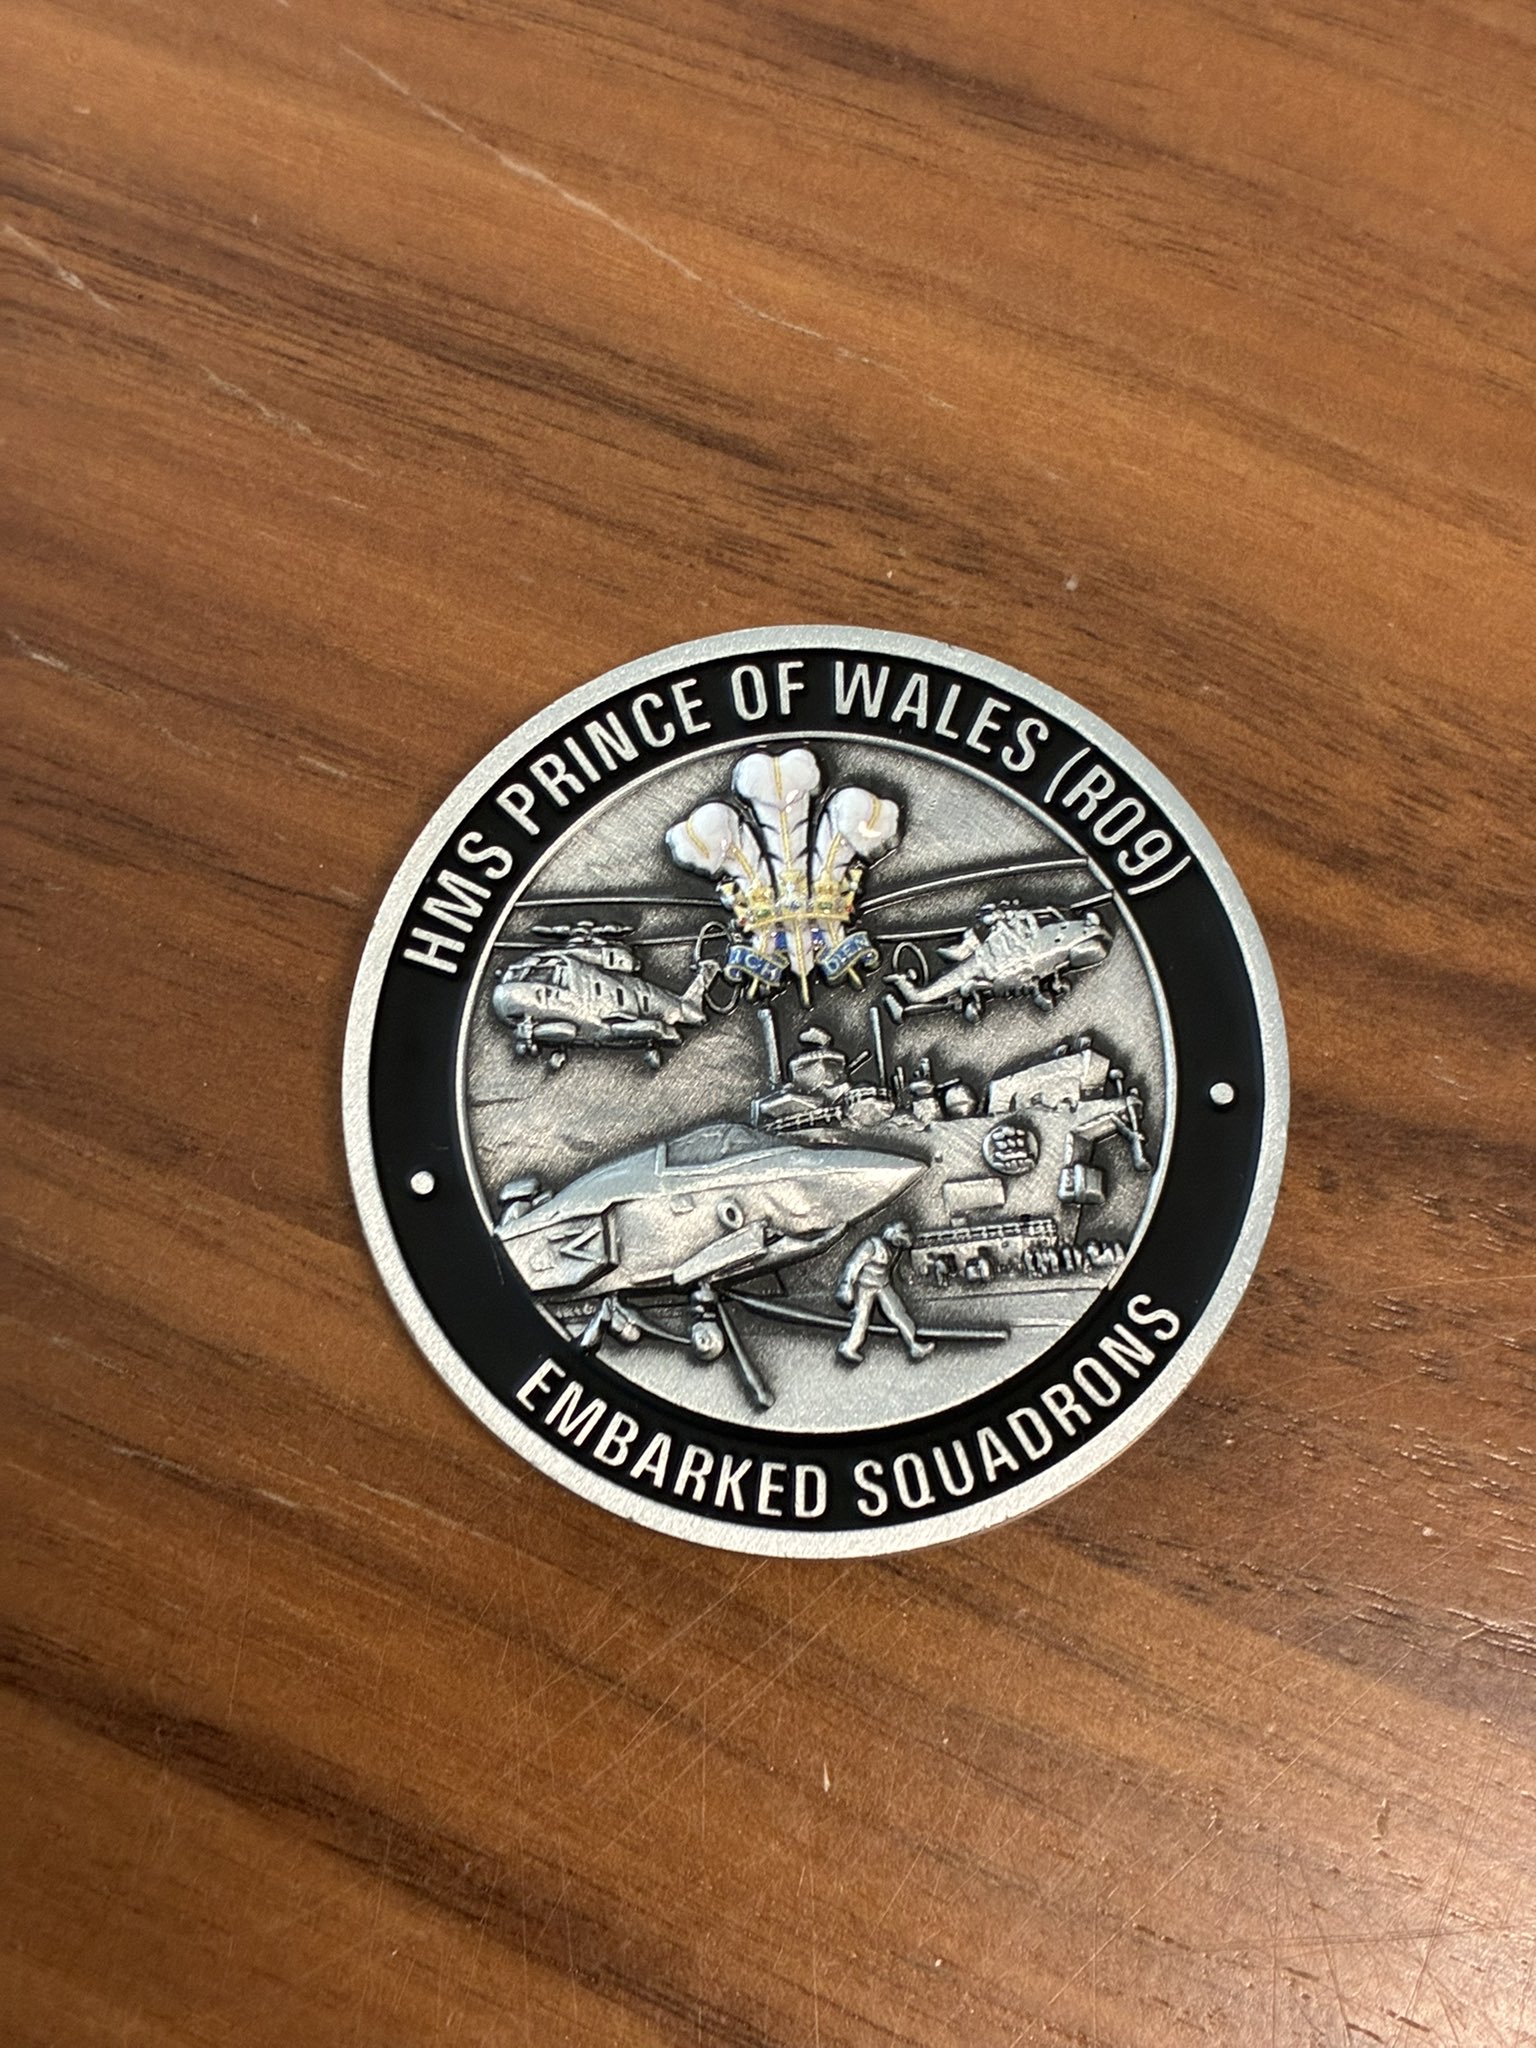 HMS PRINCE OF WALES (R09)
ICH DIEN
EMBARKED SQUADRONS